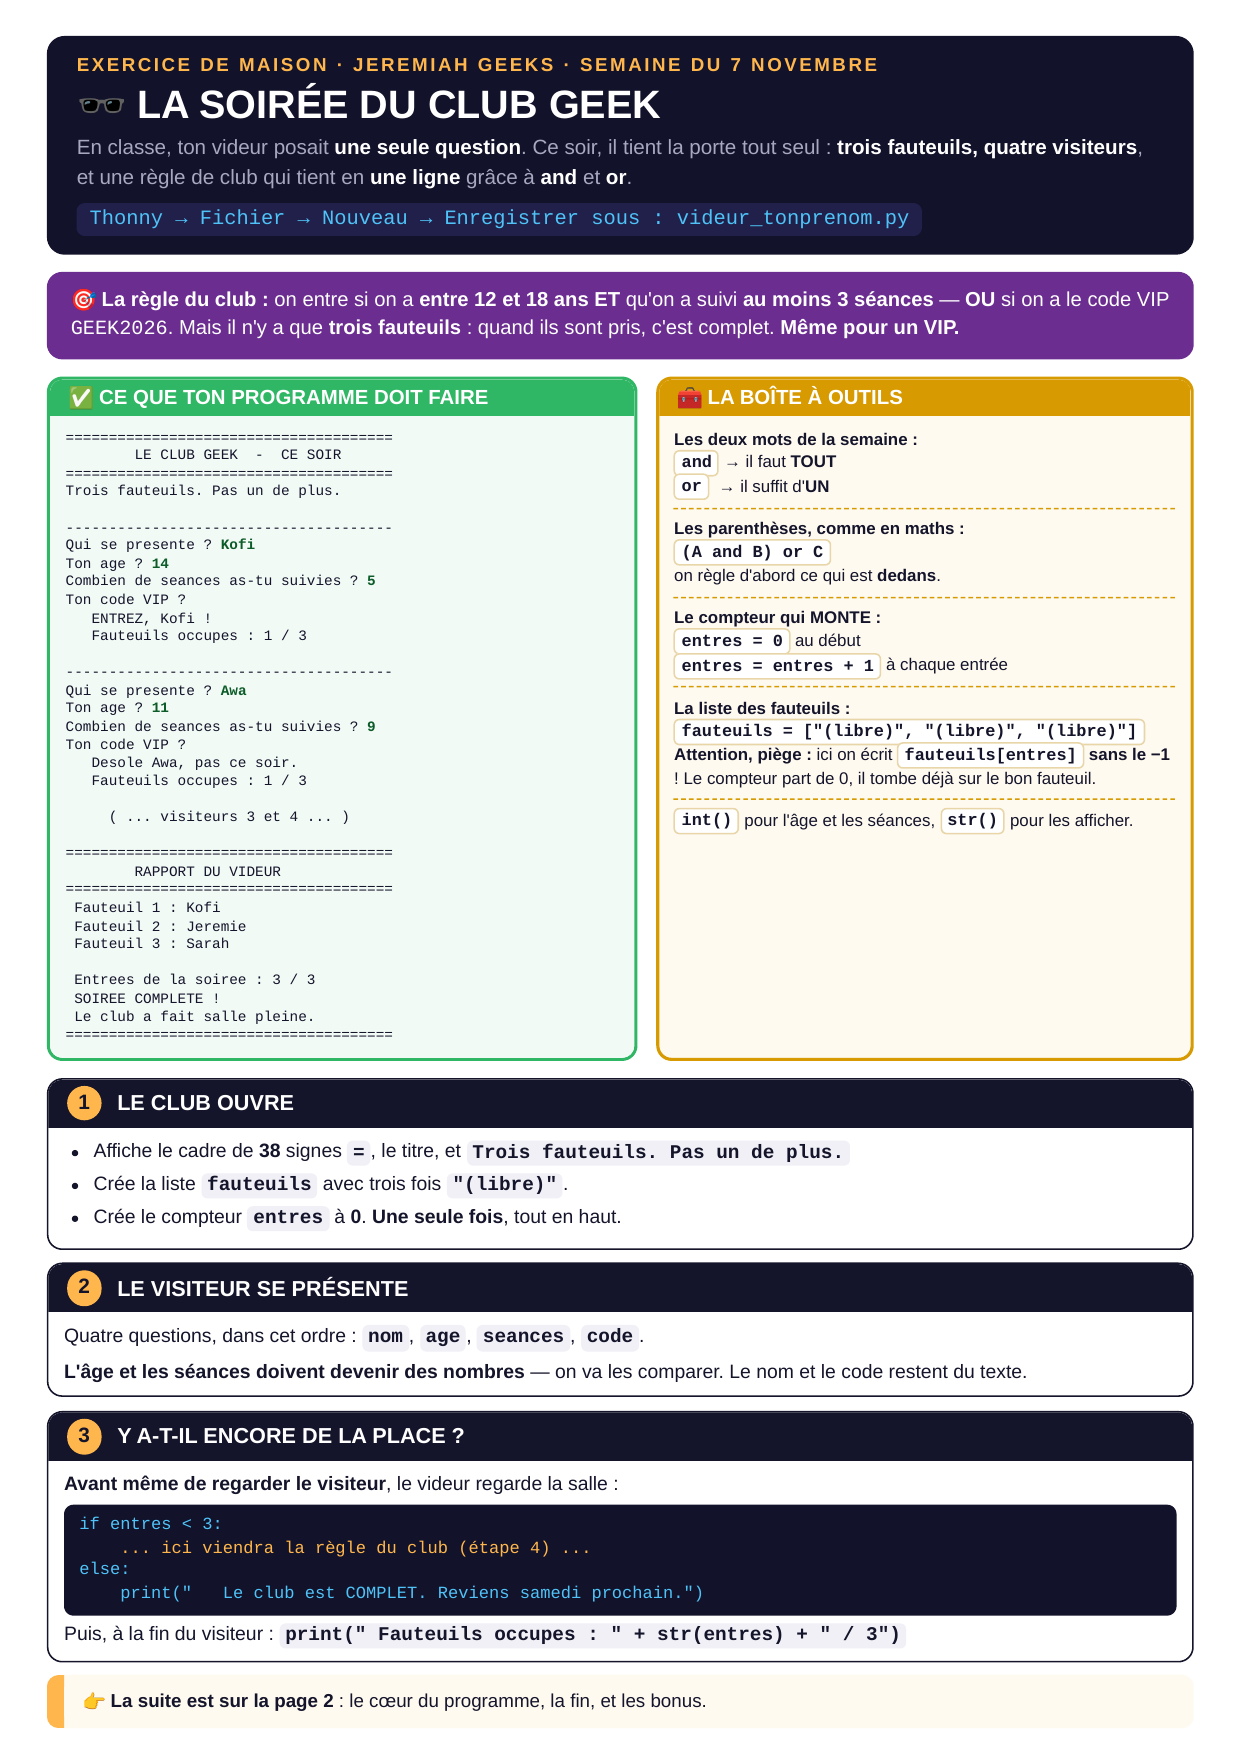 EXERCICE DE MAISON · JEREMIAH GEEKS · SEMAINE DU 7 NOVEMBRE
🕶️ LA SOIRÉE DU CLUB GEEK
En classe, ton videur posait une seule question. Ce soir, il tient la porte tout seul : trois fauteuils, quatre visiteurs,
et une règle de club qui tient en une ligne grâce à and et or.
Thonny → Fichier → Nouveau → Enregistrer sous : videur_tonprenom.py
🎯 La règle du club : on entre si on a entre 12 et 18 ans ET qu'on a suivi au moins 3 séances — OU si on a le code VIP
GEEK2026. Mais il n'y a que trois fauteuils : quand ils sont pris, c'est complet. Même pour un VIP.
✅ CE QUE TON PROGRAMME DOIT FAIRE
======================================
LE CLUB GEEK  -  CE SOIR
======================================
Trois fauteuils. Pas un de plus.
--------------------------------------
Qui se presente ? Kofi
Ton age ? 14
Combien de seances as-tu suivies ? 5
Ton code VIP ?
ENTREZ, Kofi !
Fauteuils occupes : 1 / 3
--------------------------------------
Qui se presente ? Awa
Ton age ? 11
Combien de seances as-tu suivies ? 9
Ton code VIP ?
Desole Awa, pas ce soir.
Fauteuils occupes : 1 / 3
( ... visiteurs 3 et 4 ... )
======================================
RAPPORT DU VIDEUR
======================================
Fauteuil 1 : Kofi
Fauteuil 2 : Jeremie
Fauteuil 3 : Sarah
Entrees de la soiree : 3 / 3
SOIREE COMPLETE !
Le club a fait salle pleine.
======================================
🧰 LA BOÎTE À OUTILS
Les deux mots de la semaine :
and → il faut TOUT
or → il suffit d'UN
Les parenthèses, comme en maths :
(A and B) or C
on règle d'abord ce qui est dedans.
Le compteur qui MONTE :
entres = 0 au début
entres = entres + 1 à chaque entrée
La liste des fauteuils :
fauteuils = ["(libre)", "(libre)", "(libre)"]
Attention, piège : ici on écrit fauteuils[entres] sans le −1
! Le compteur part de 0, il tombe déjà sur le bon fauteuil.
int() pour l'âge et les séances, str() pour les afficher.
1 LE CLUB OUVRE
• Affiche le cadre de 38 signes =, le titre, et Trois fauteuils. Pas un de plus.
• Crée la liste fauteuils avec trois fois "(libre)".
• Crée le compteur entres à 0. Une seule fois, tout en haut.
2 LE VISITEUR SE PRÉSENTE
Quatre questions, dans cet ordre : nom, age, seances, code.
L'âge et les séances doivent devenir des nombres — on va les comparer. Le nom et le code restent du texte.
3 Y A-T-IL ENCORE DE LA PLACE ?
Avant même de regarder le visiteur, le videur regarde la salle :
if entres < 3:
... ici viendra la règle du club (étape 4) ...
else:
print("   Le club est COMPLET. Reviens samedi prochain.")
Puis, à la fin du visiteur : print(" Fauteuils occupes : " + str(entres) + " / 3")
👉 La suite est sur la page 2 : le cœur du programme, la fin, et les bonus.